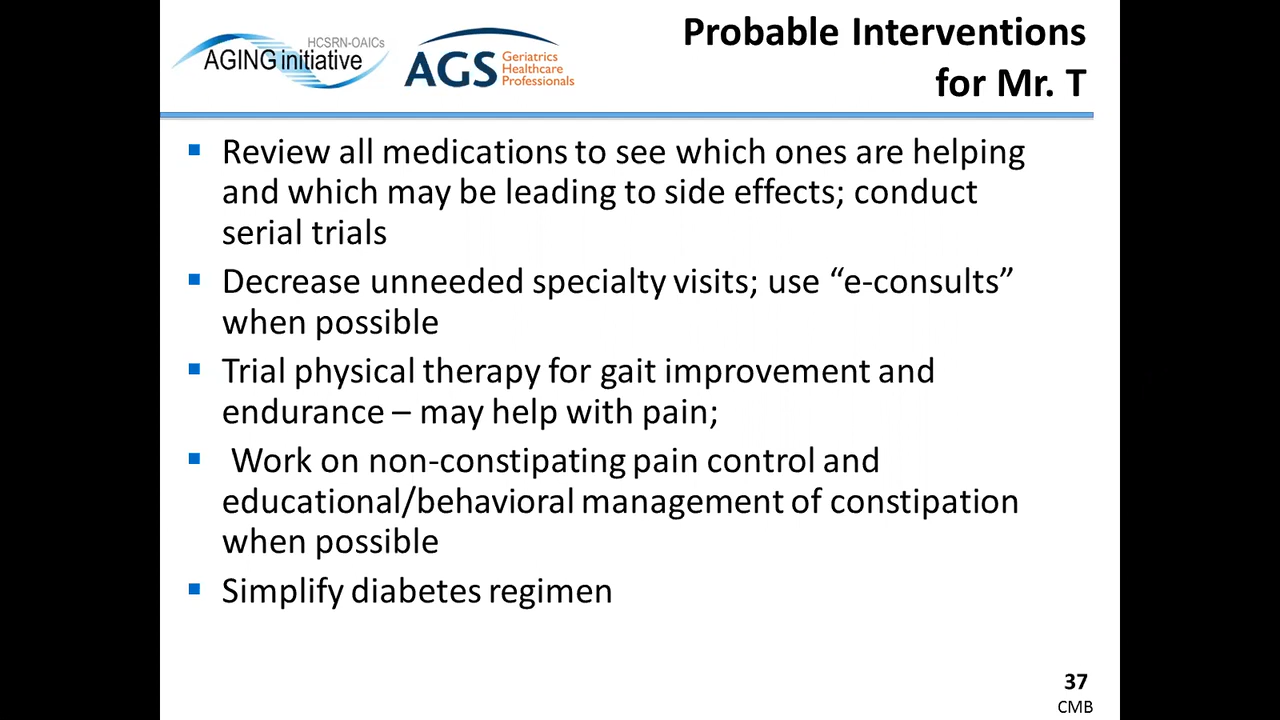 HCSRN-OAICs
AGING initiative
AGS
Geriatrics
Healthcare
Professionals
Probable Interventions
for Mr. T
▪ Review all medications to see which ones are helping
and which may be leading to side effects; conduct
serial trials
▪ Decrease unneeded specialty visits; use “e-consults”
when possible
▪ Trial physical therapy for gait improvement and
endurance – may help with pain;
▪ Work on non-constipating pain control and
educational/behavioral management of constipation
when possible
▪ Simplify diabetes regimen
37
CMB